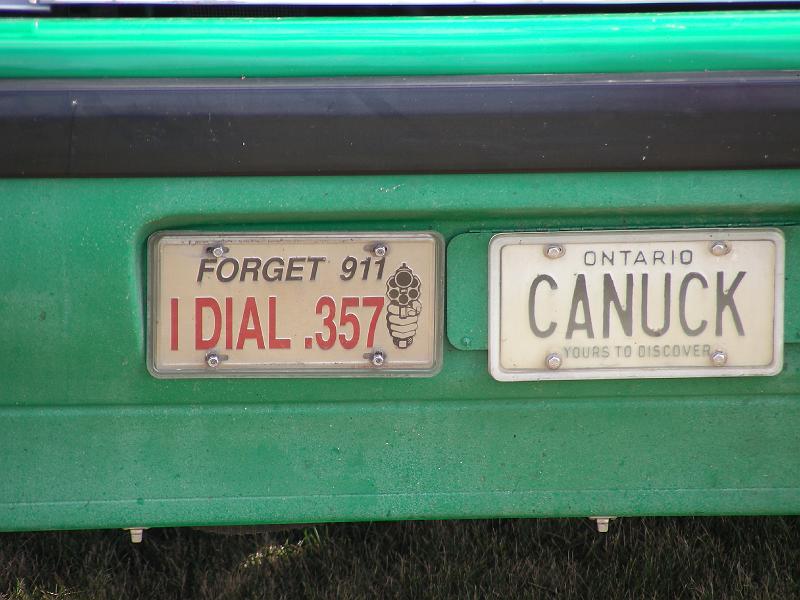 FORGET 911
I DIAL .357
ONTARIO
CANUCK
YOURS TO DISCOVER